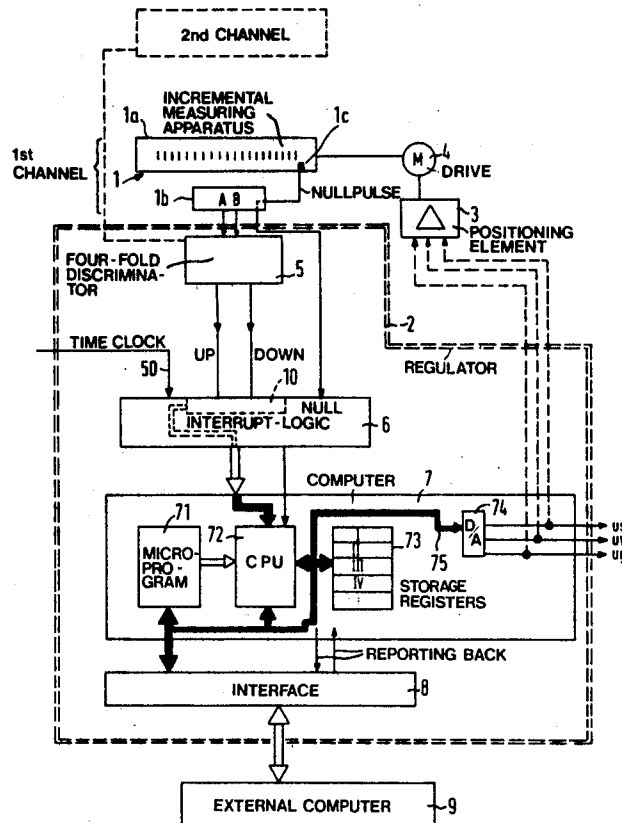 2nd CHANNEL
INCREMENTAL
MEASURING
APPARATUS
1a
1c
1st
CHANNEL
1
4
M
DRIVE
NULLPULSE
1b
A B
3
POSITIONING
ELEMENT
FOUR-FOLD
DISCRIMINA-
TOR
5
2
TIME CLOCK
UP
DOWN
REGULATOR
50
10
NULL
INTERRUPT-LOGIC
6
COMPUTER
7
71
72
73
74
MICRO-
PRO-
GRAM
CPU
I
II
III
IV
STORAGE
REGISTERS
D/A
75
REPORTING BACK
INTERFACE
8
EXTERNAL COMPUTER
9